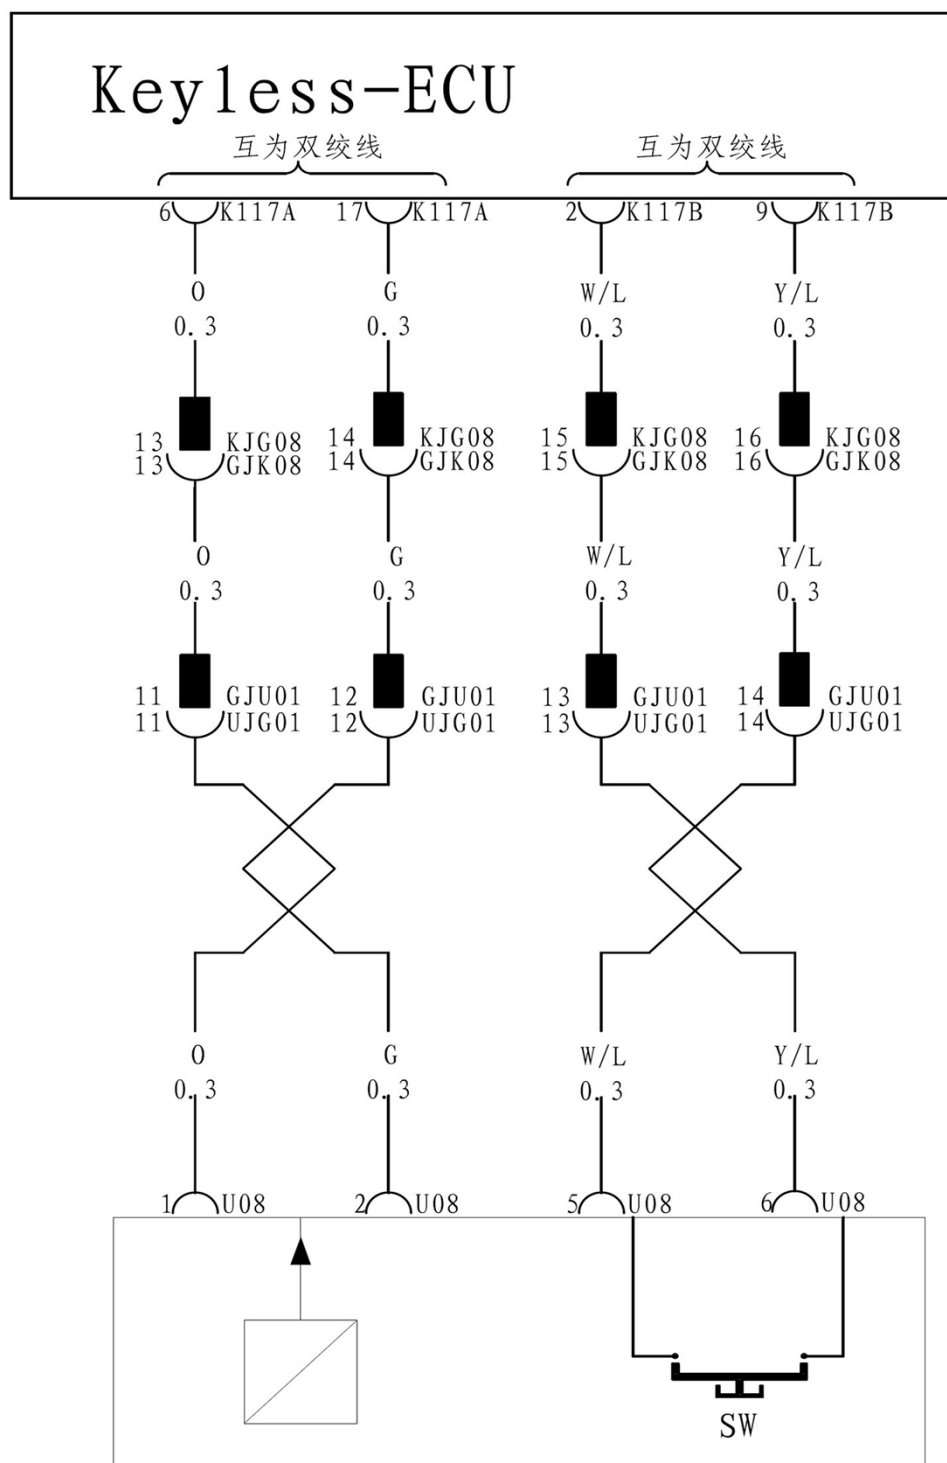 Keyless-ECU
互为双绞线 互为双绞线
6 K117A 17 K117A 2 K117B 9 K117B
O G W/L Y/L
0.3 0.3 0.3 0.3
13 KJG08 14 KJG08 15 KJG08 16 KJG08
13 GJK08 14 GJK08 15 GJK08 16 GJK08
O G W/L Y/L
0.3 0.3 0.3 0.3
11 GJU01 12 GJU01 13 GJU01 14 GJU01
11 UJG01 12 UJG01 13 UJG01 14 UJG01
O G W/L Y/L
0.3 0.3 0.3 0.3
1 U08 2 U08 5 U08 6 U08
SW